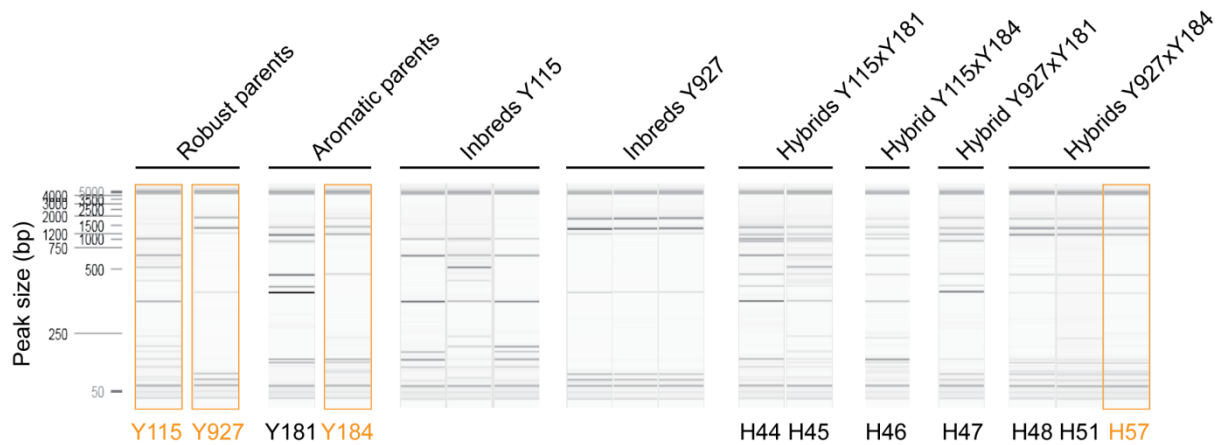 Robust parents
Aromatic parents
Inbreds Y115
Inbreds Y927
Hybrids Y115xY181
Hybrid Y115xY184
Hybrid Y927xY181
Hybrids Y927xY184
Peak size (bp)
5000
4000
3500
3000
2500
2000
1500
1200
1000
750
500
250
50
Y115 Y927 Y181 Y184 H44 H45 H46 H47 H48 H51 H57